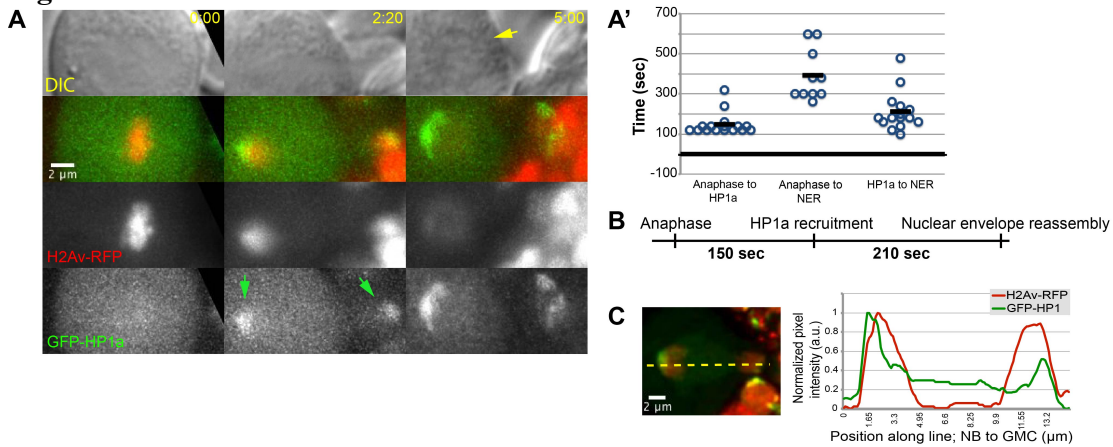 A
0:00
2:20
5:00
DIC
2 µm
H2Av-RFP
GFP-HP1a
A'
Time (sec)
700
500
300
100
-100
Anaphase to HP1a
Anaphase to NER
HP1a to NER
B
Anaphase HP1a recruitment Nuclear envelope reassembly
150 sec 210 sec
C
2 µm
H2Av-RFP
GFP-HP1
Normalized pixel
intensity (a.u.)
1
0.8
0.6
0.4
0.2
0
0 1.65 3.3 4.95 6.6 8.25 9.9 11.55 13.2
Position along line; NB to GMC (µm)